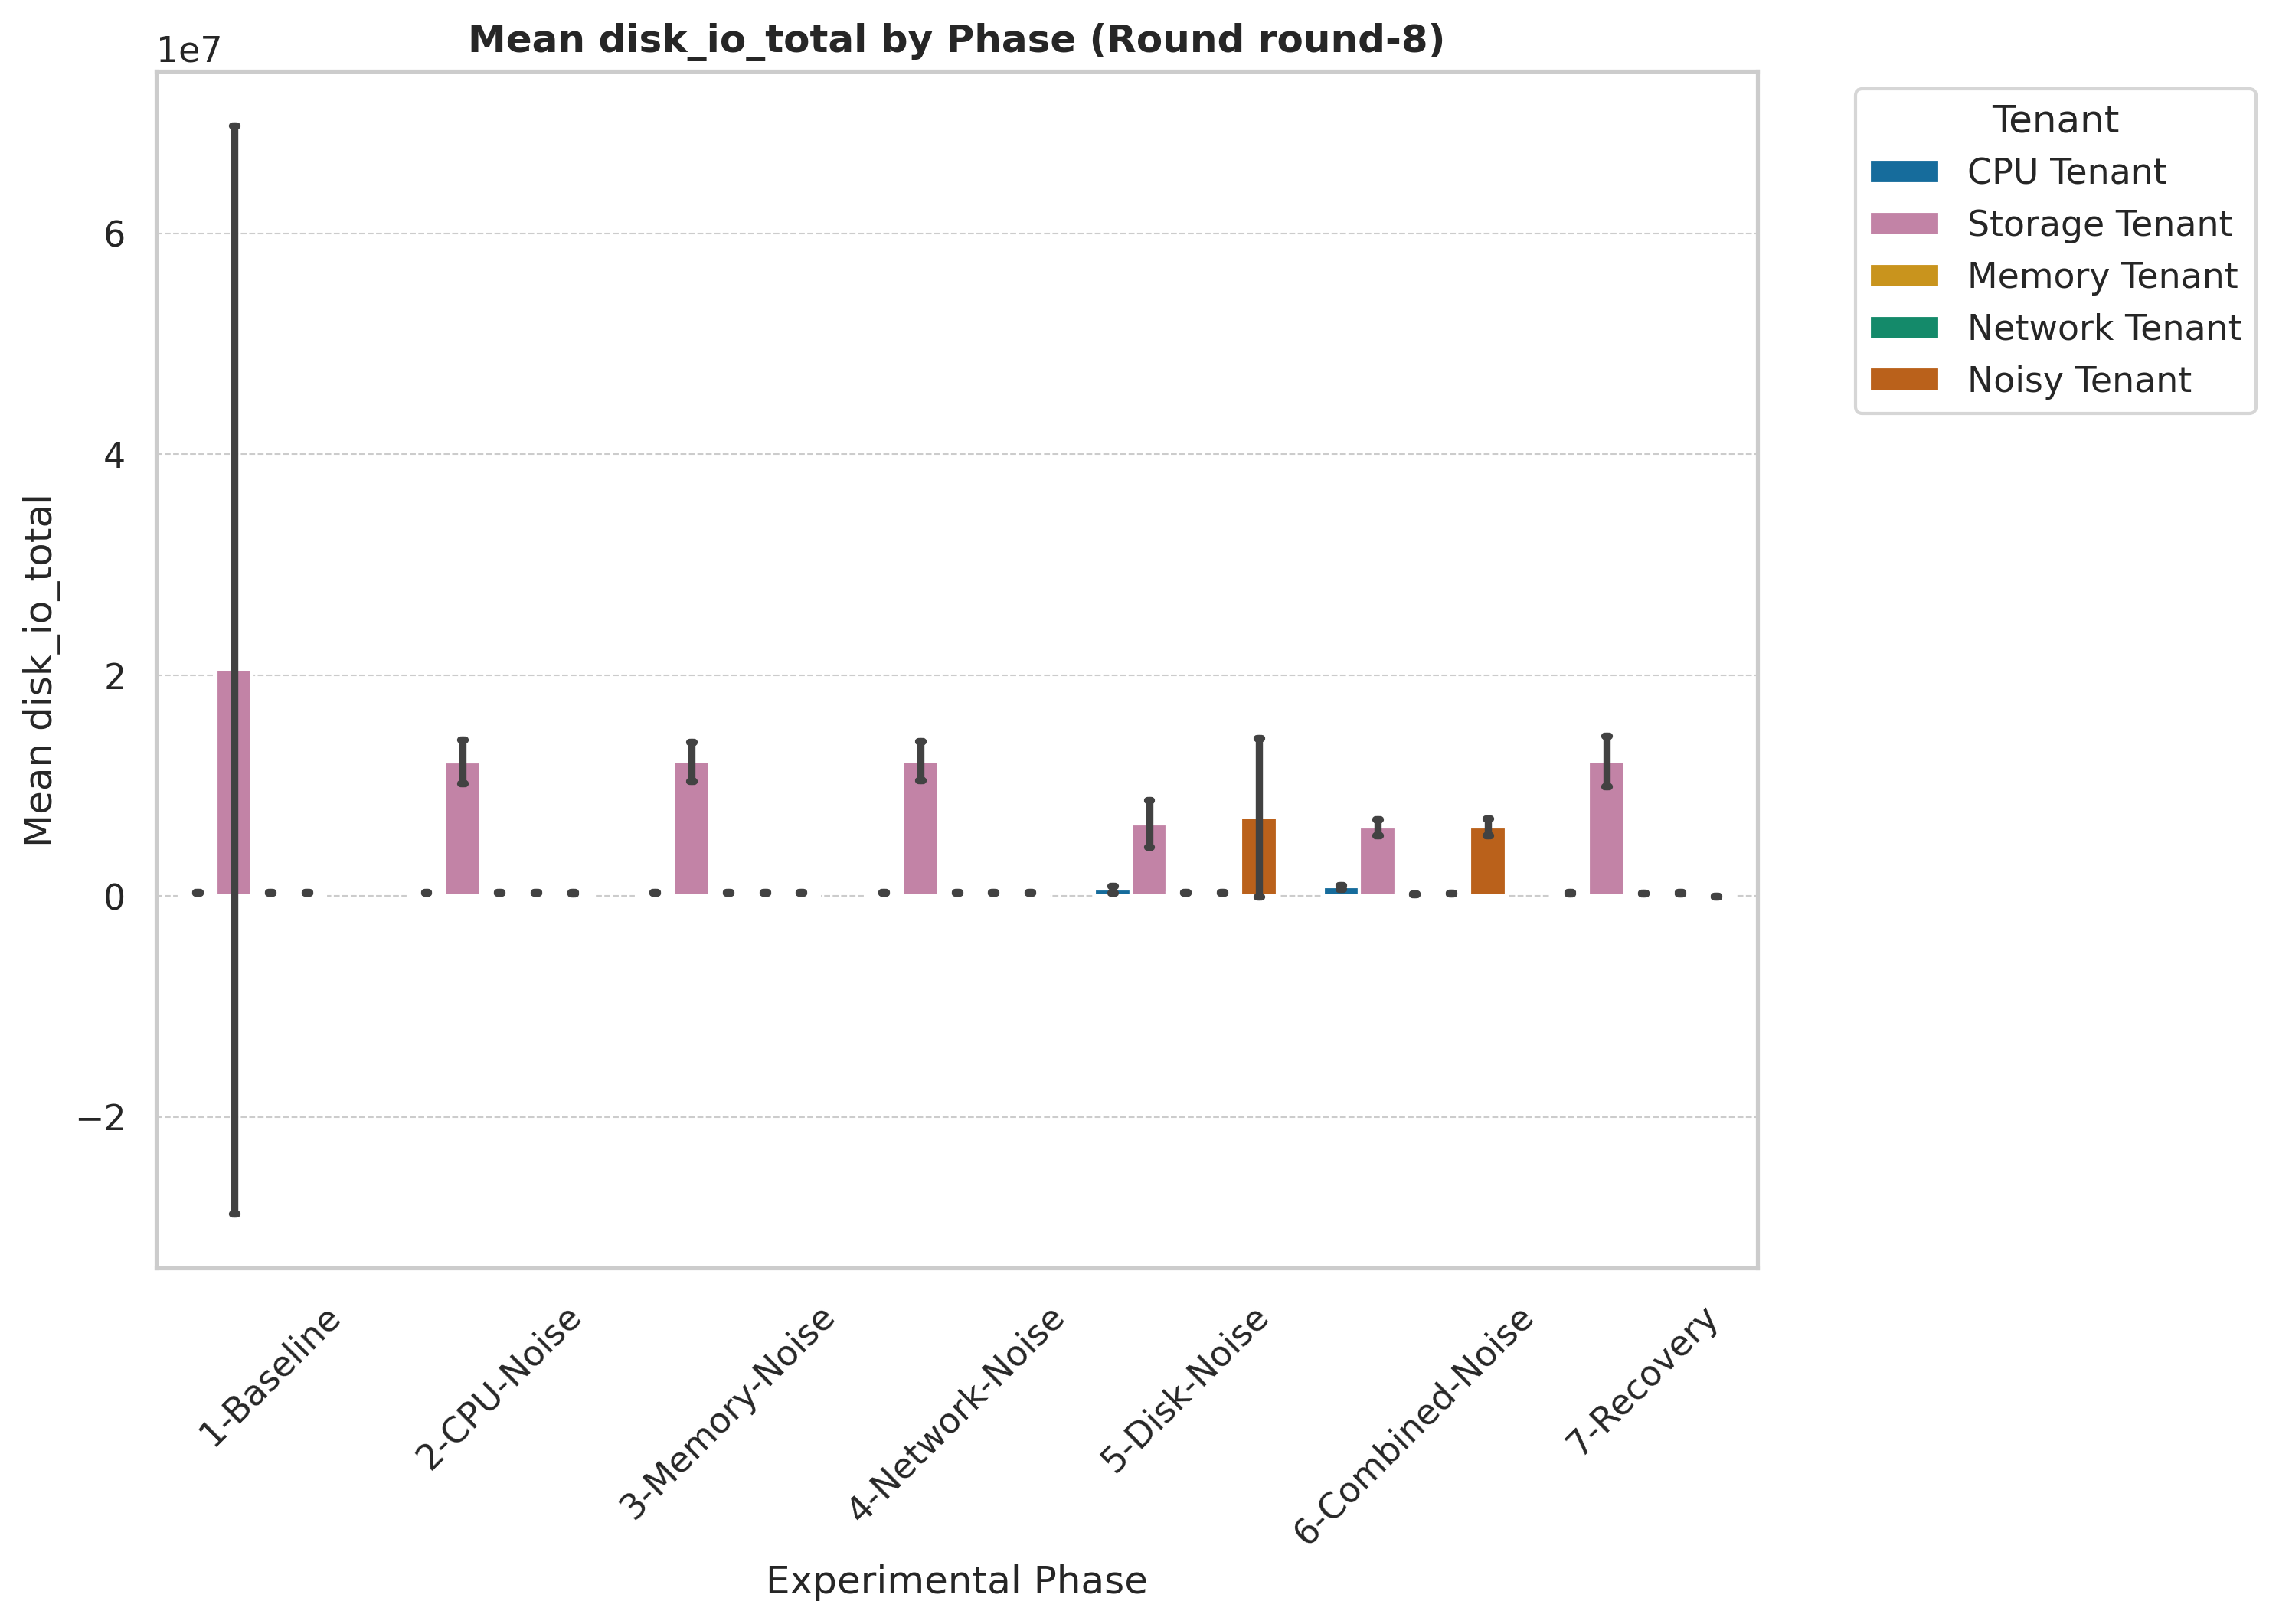 Mean disk_io_total by Phase (Round round-8)
1e7
6
4
2
0
−2
Mean disk_io_total
1-Baseline
2-CPU-Noise
3-Memory-Noise
4-Network-Noise
5-Disk-Noise
6-Combined-Noise
7-Recovery
Experimental Phase
Tenant
CPU Tenant
Storage Tenant
Memory Tenant
Network Tenant
Noisy Tenant